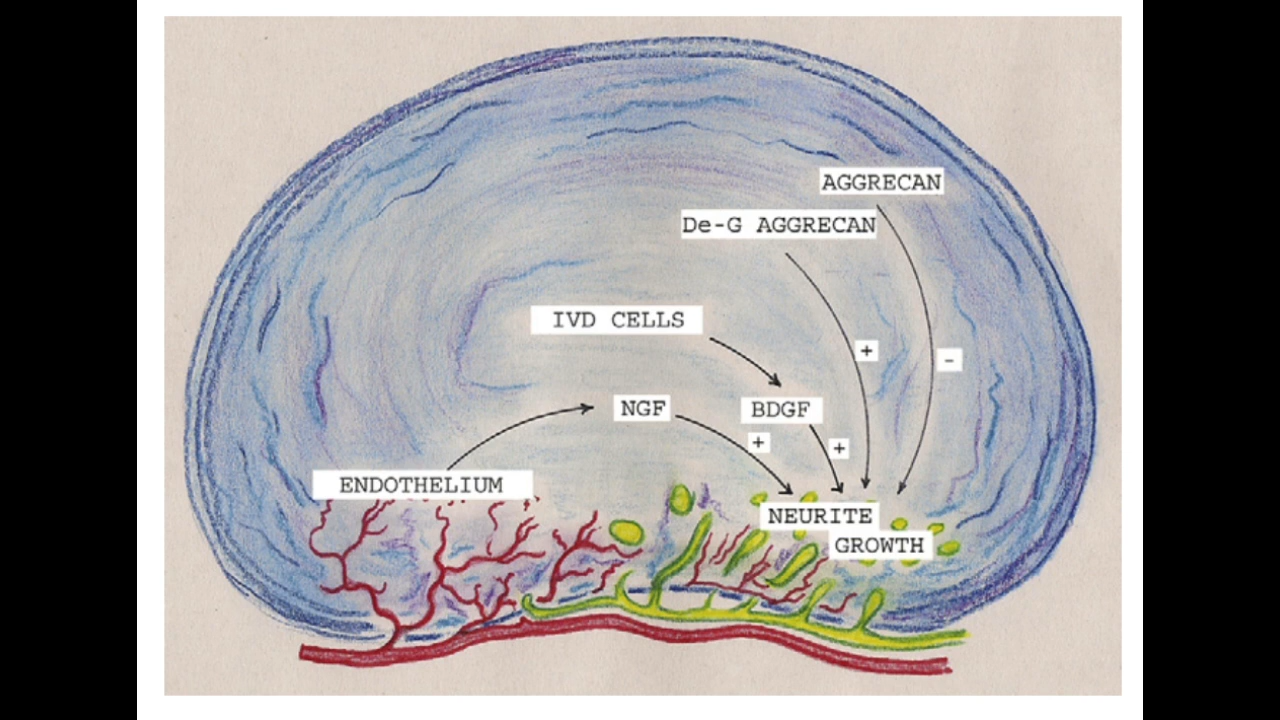 AGGRECAN
De-G AGGRECAN
IVD CELLS
+
-
NGF
BDGF
+
+
ENDOTHELIUM
NEURITE
GROWTH